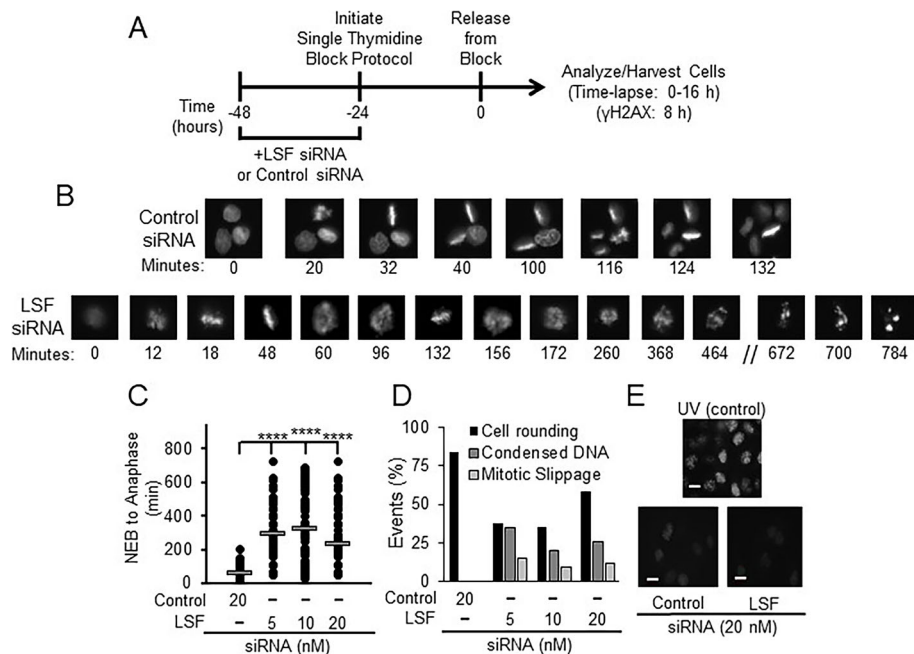 A
Initiate
Single Thymidine
Block Protocol
Release
from
Block
Time
(hours)
-48
-24
0
Analyze/Harvest Cells
(Time-lapse: 0-16 h)
(γH2AX: 8 h)
+LSF siRNA
or Control siRNA
B
Control
siRNA
Minutes: 0 20 32 40 100 116 124 132
LSF
siRNA
Minutes: 0 12 18 48 60 96 132 156 172 260 368 464 // 672 700 784
C
**** **** ****
NEB to Anaphase
(min)
800
600
400
200
0
Control 20 – – –
LSF – 5 10 20
siRNA (nM)
D
Events (%)
100
75
50
25
0
Cell rounding
Condensed DNA
Mitotic Slippage
Control 20 – – –
LSF – 5 10 20
siRNA (nM)
E
UV (control)
Control LSF
siRNA (20 nM)